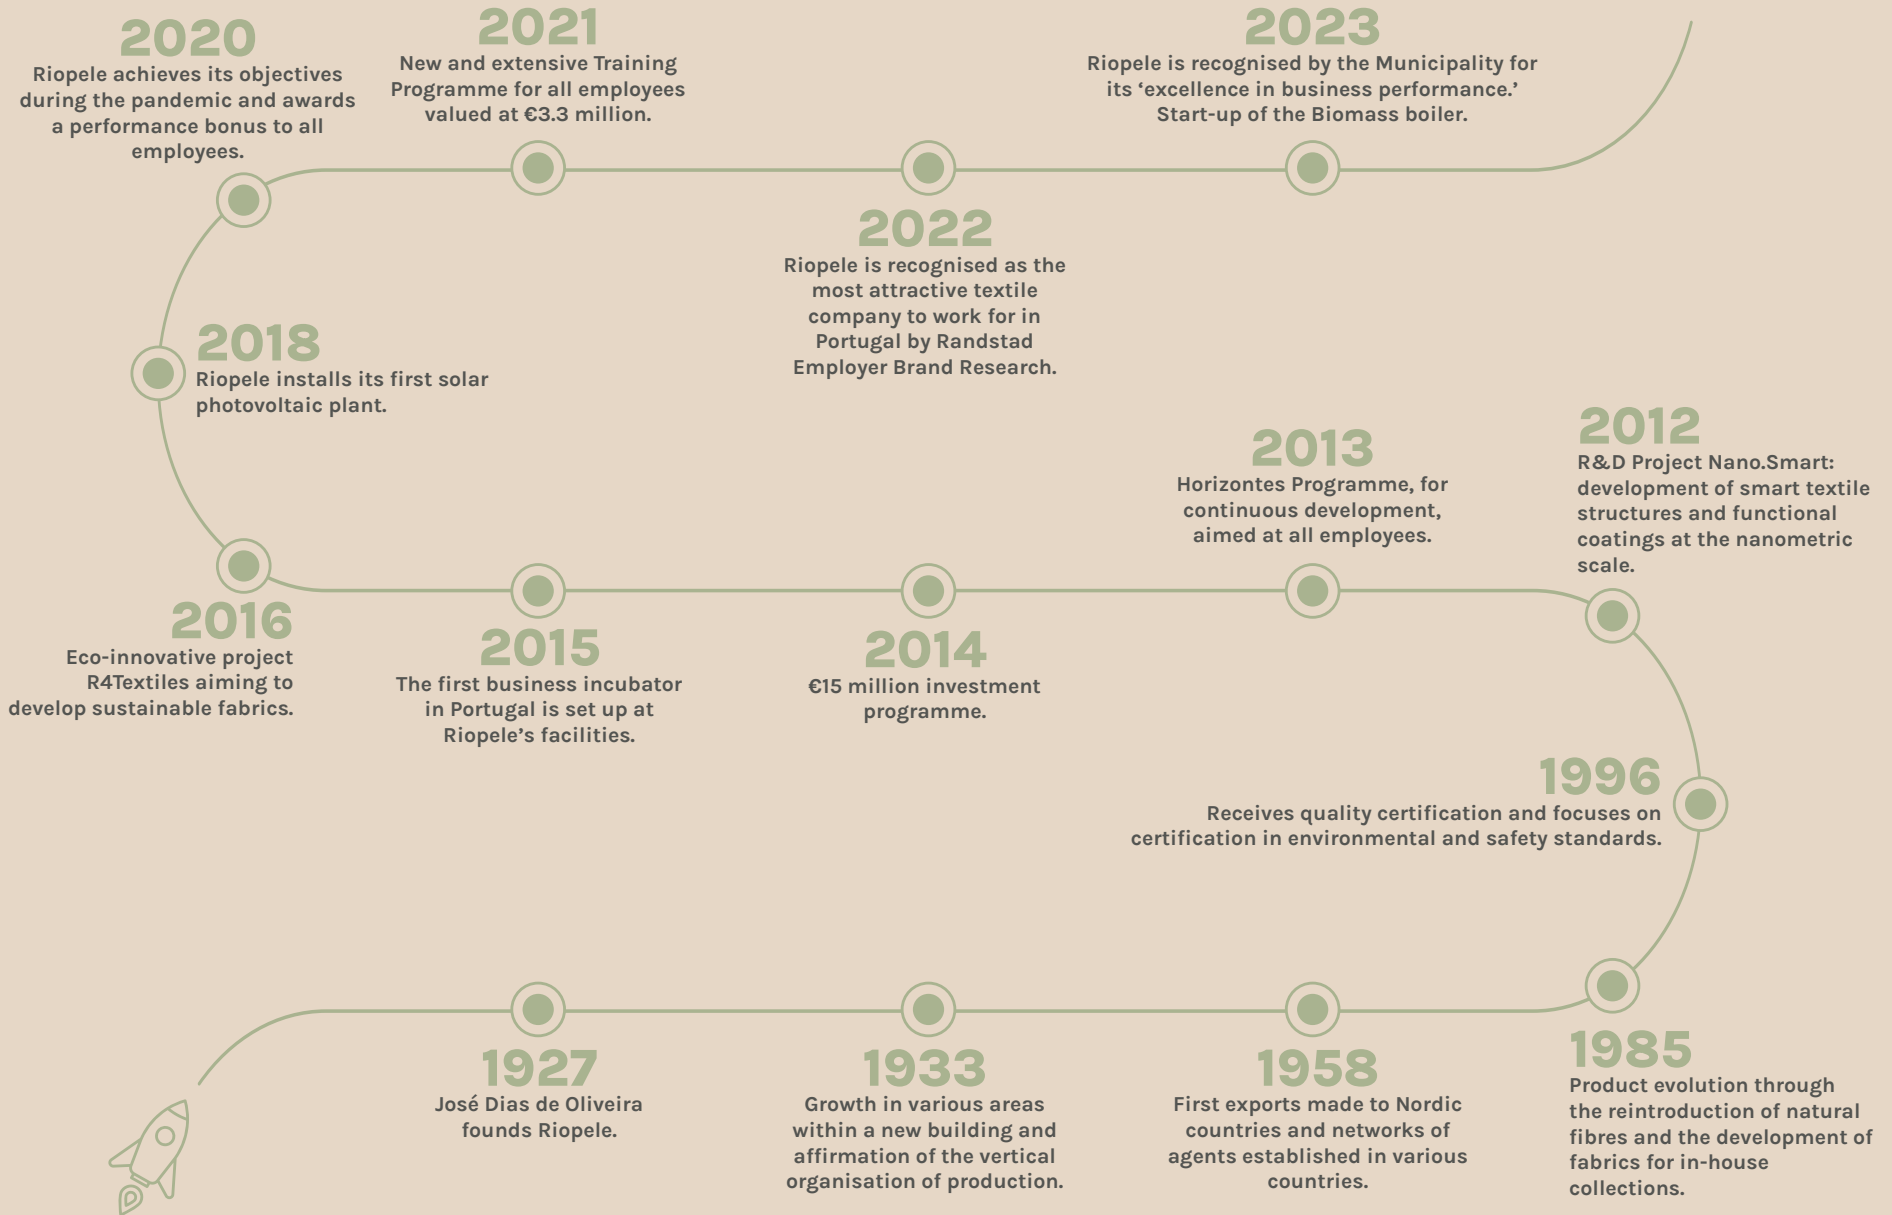 2020
Riopele achieves its objectives
during the pandemic and awards
a performance bonus to all
employees.
2021
New and extensive Training
Programme for all employees
valued at €3.3 million.
2023
Riopele is recognised by the Municipality for
its ‘excellence in business performance.’
Start-up of the Biomass boiler.
2022
Riopele is recognised as the
most attractive textile
company to work for in
Portugal by Randstad
Employer Brand Research.
2018
Riopele installs its first solar
photovoltaic plant.
2013
Horizontes Programme, for
continuous development,
aimed at all employees.
2012
R&D Project Nano.Smart:
development of smart textile
structures and functional
coatings at the nanometric
scale.
2016
Eco-innovative project
R4Textiles aiming to
develop sustainable fabrics.
2015
The first business incubator
in Portugal is set up at
Riopele’s facilities.
2014
€15 million investment
programme.
1996
Receives quality certification and focuses on
certification in environmental and safety standards.
1927
José Dias de Oliveira
founds Riopele.
1933
Growth in various areas
within a new building and
affirmation of the vertical
organisation of production.
1958
First exports made to Nordic
countries and networks of
agents established in various
countries.
1985
Product evolution through
the reintroduction of natural
fibres and the development of
fabrics for in-house
collections.